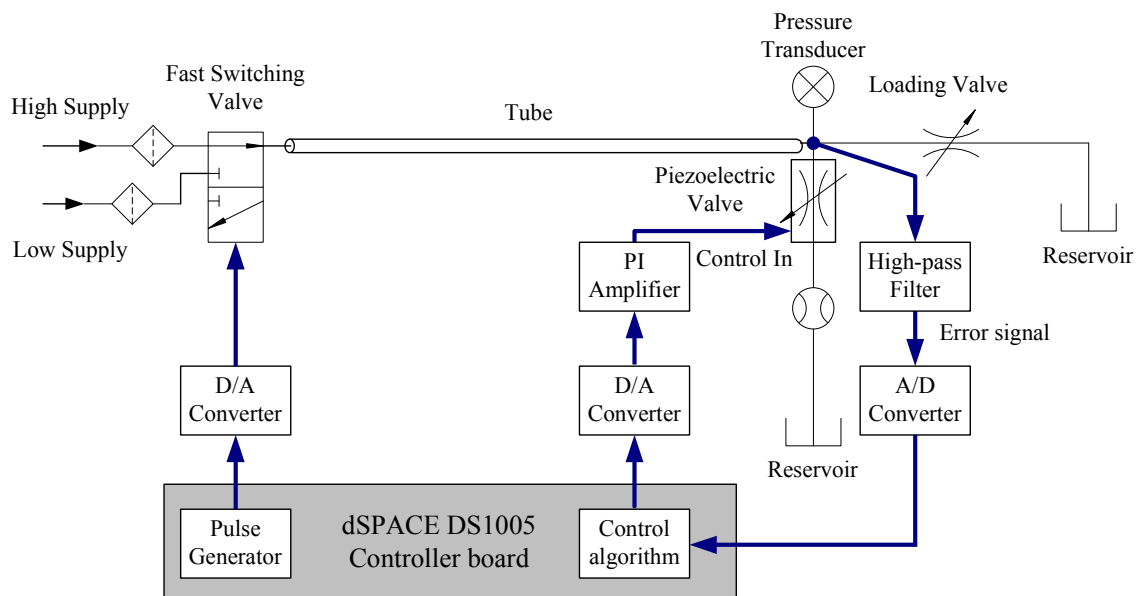 Pressure
Transducer
Fast Switching
Valve
Loading Valve
High Supply
Tube
Piezoelectric
Valve
Low Supply
Control In
PI
Amplifier
High-pass
Filter
Reservoir
Error signal
D/A
Converter
D/A
Converter
A/D
Converter
Reservoir
Pulse
Generator
dSPACE DS1005
Controller board
Control
algorithm